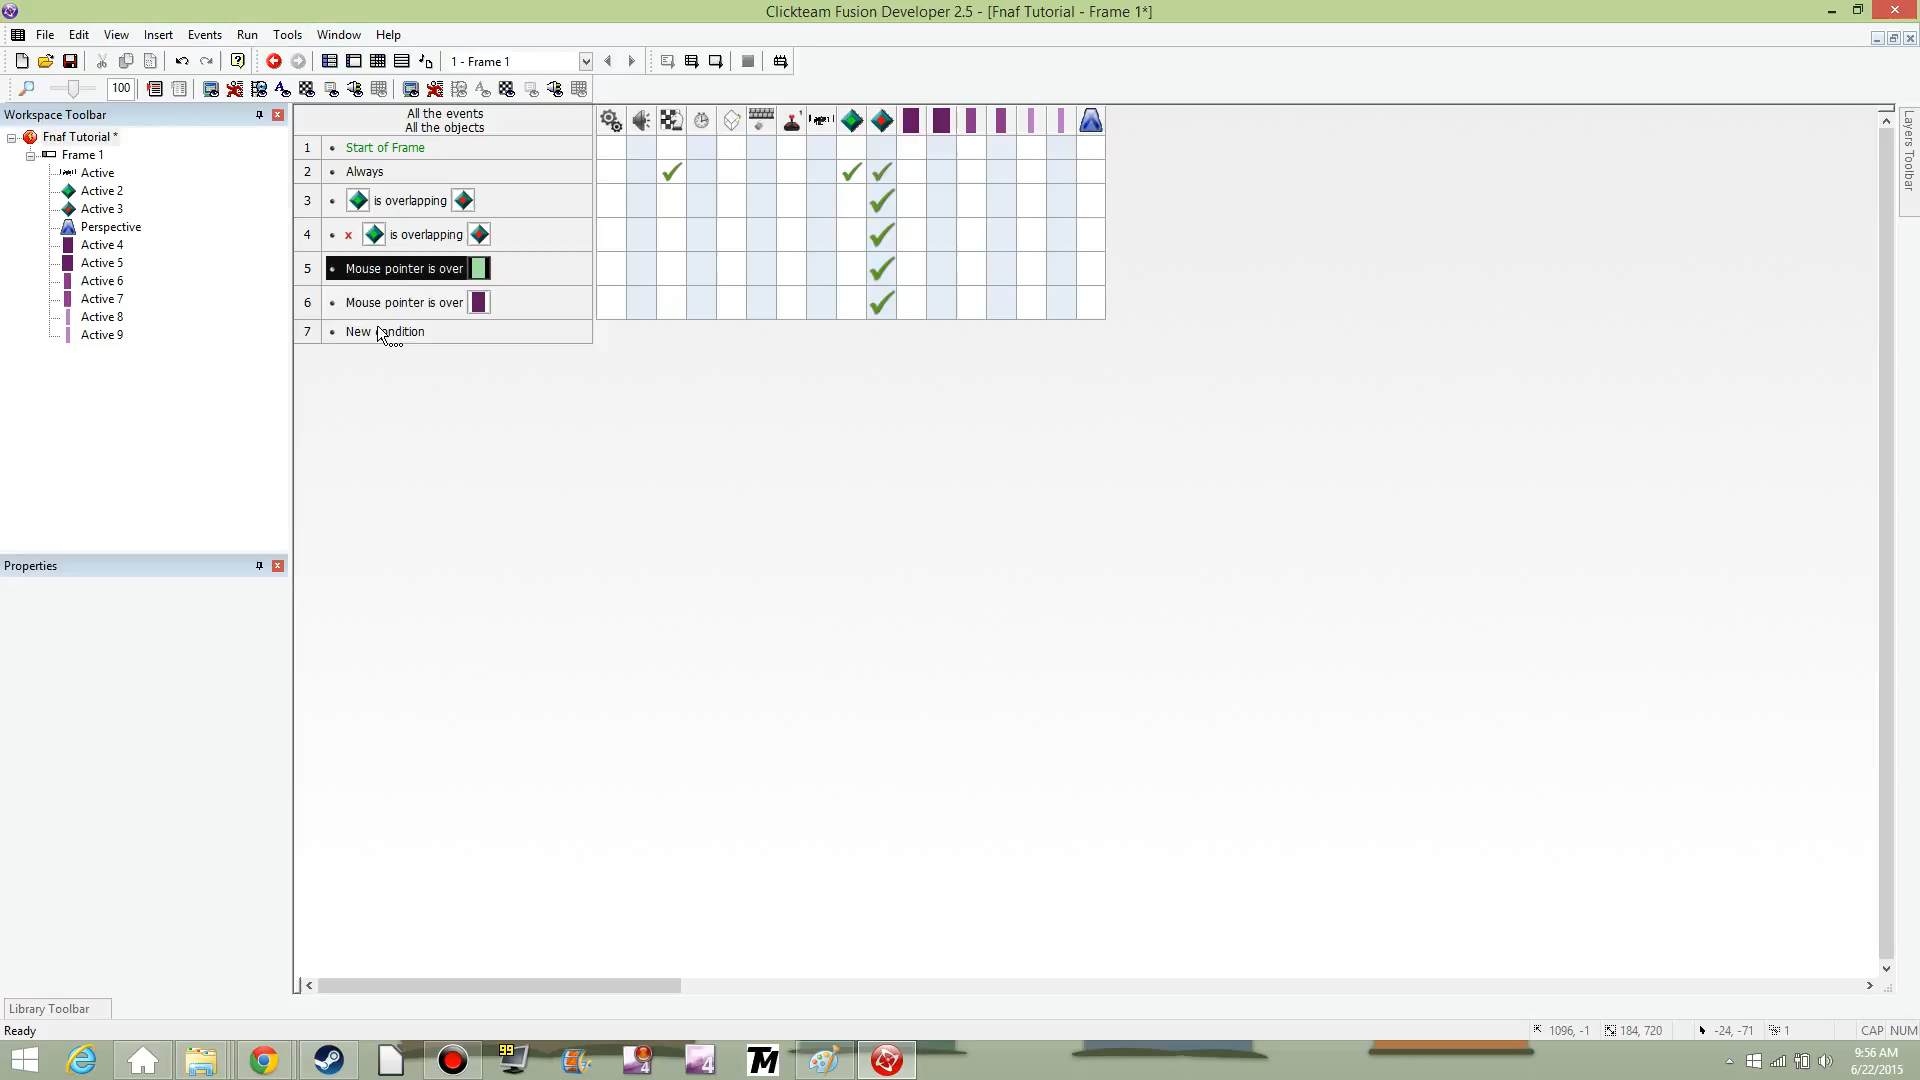 Clickteam Fusion Developer 2.5 - [Fnaf Tutorial - Frame 1*]
File Edit View Insert Events Run Tools Window Help
1 - Frame 1
100
Workspace Toolbar
Fnaf Tutorial *
Frame 1
Active
Active 2
Active 3
Perspective
Active 4
Active 5
Active 6
Active 7
Active 8
Active 9
Properties
All the events
All the objects
1 Start of Frame
2 Always
3 is overlapping
4 x is overlapping
5 Mouse pointer is over
6 Mouse pointer is over
7 New condition
Layers Toolbar
Library Toolbar
Ready
1096, -1
184, 720
-24, -71
1
CAP NUM
99
4
4
TM
9:56 AM
6/22/2015